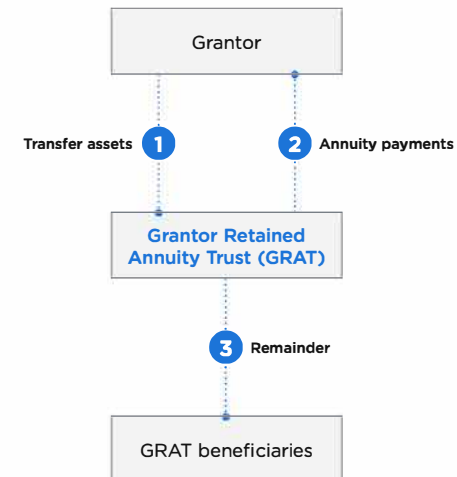 Grantor
Transfer assets 1
2 Annuity payments
Grantor Retained
Annuity Trust (GRAT)
3 Remainder
GRAT beneficiaries